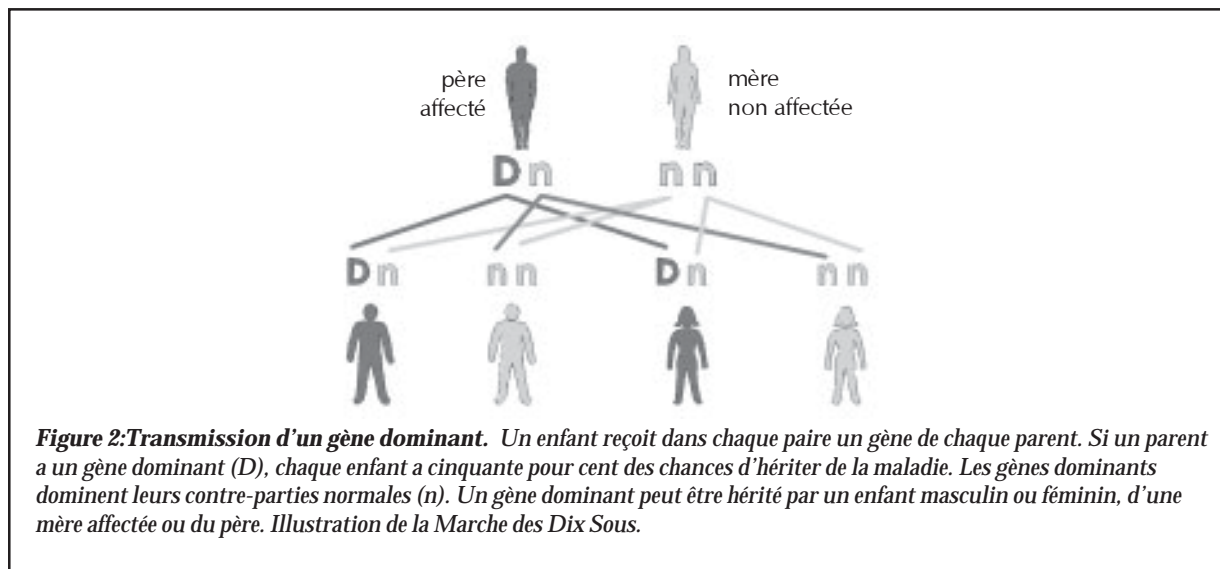 père
affecté
mère
non affectée
D n
n n
D n
n n
D n
n n
Figure 2:Transmission d’un gène dominant. Un enfant reçoit dans chaque paire un gène de chaque parent. Si un parent
a un gène dominant (D), chaque enfant a cinquante pour cent des chances d’hériter de la maladie. Les gènes dominants
dominent leurs contre-parties normales (n). Un gène dominant peut être hérité par un enfant masculin ou féminin, d’une
mère affectée ou du père. Illustration de la Marche des Dix Sous.